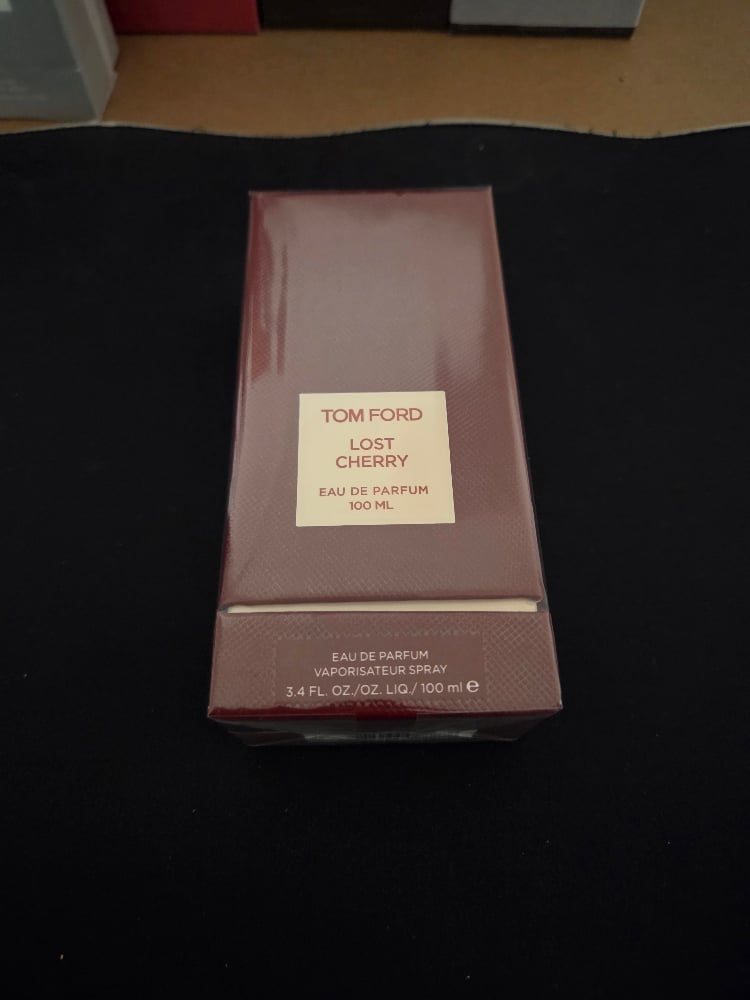 TOM FORD
LOST
CHERRY
EAU DE PARFUM
100 ML
EAU DE PARFUM
VAPORISATEUR SPRAY
3.4 FL. OZ./OZ. LIQ./ 100 ml ℮